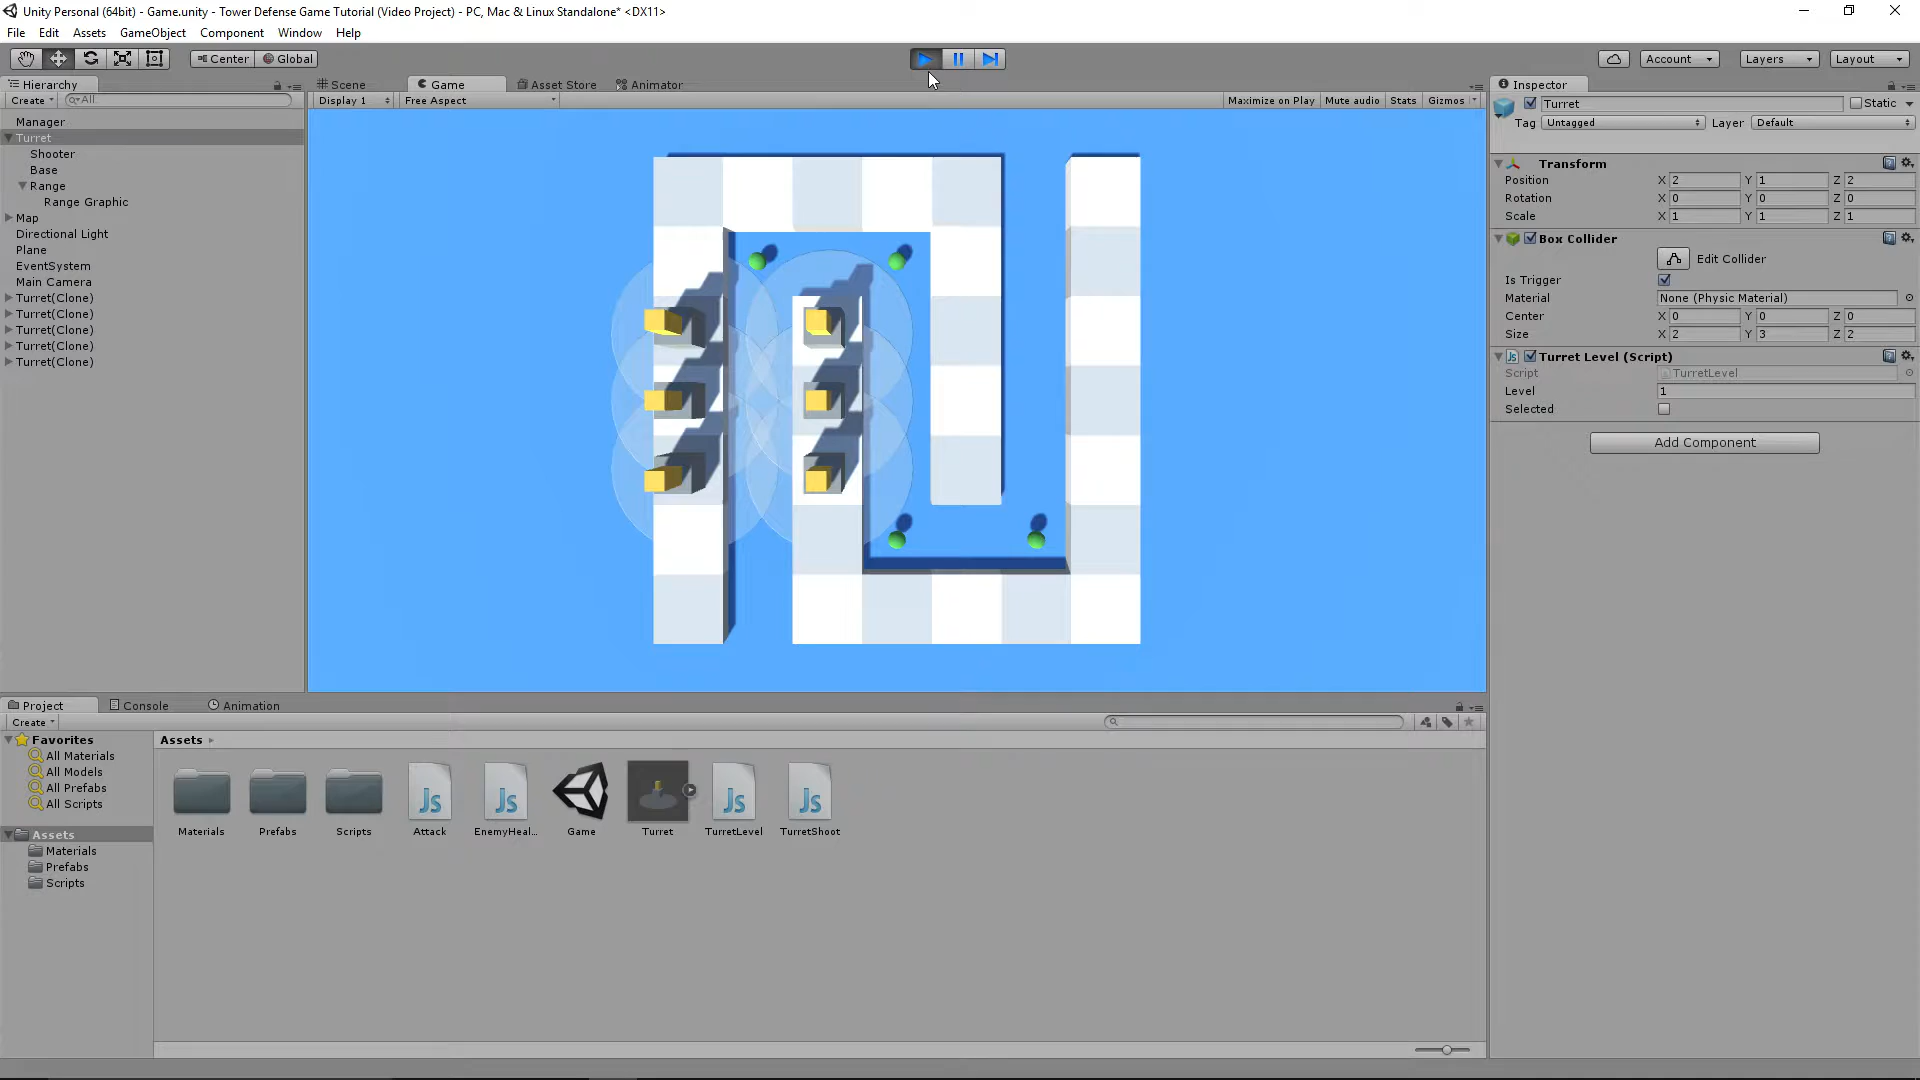 Unity Personal (64bit) - Game.unity - Tower Defense Game Tutorial (Video Project) - PC, Mac & Linux Standalone* <DX11>
File Edit Assets GameObject Component Window Help
Center Global Account Layers Layout
Hierarchy
Create All
Manager
Turret
Shooter
Base
Range
Range Graphic
Map
Directional Light
Plane
EventSystem
Main Camera
Turret(Clone)
Turret(Clone)
Turret(Clone)
Turret(Clone)
Turret(Clone)
Scene Game Asset Store Animator
Display 1 Free Aspect Maximize on Play Mute audio Stats Gizmos
Inspector
Turret Static
Tag Untagged Layer Default
Transform
Position X 2 Y 1 Z 2
Rotation X 0 Y 0 Z 0
Scale X 1 Y 1 Z 1
Box Collider
Edit Collider
Is Trigger
Material None (Physic Material)
Center X 0 Y 0 Z 0
Size X 2 Y 3 Z 2
Js Turret Level (Script)
Script TurretLevel
Level 1
Selected
Add Component
Project Console Animation
Create
Favorites
All Materials
All Models
All Prefabs
All Scripts
Assets
Materials
Prefabs
Scripts
Assets
Js Js Js Js
Materials Prefabs Scripts Attack EnemyHeal... Game Turret TurretLevel TurretShoot